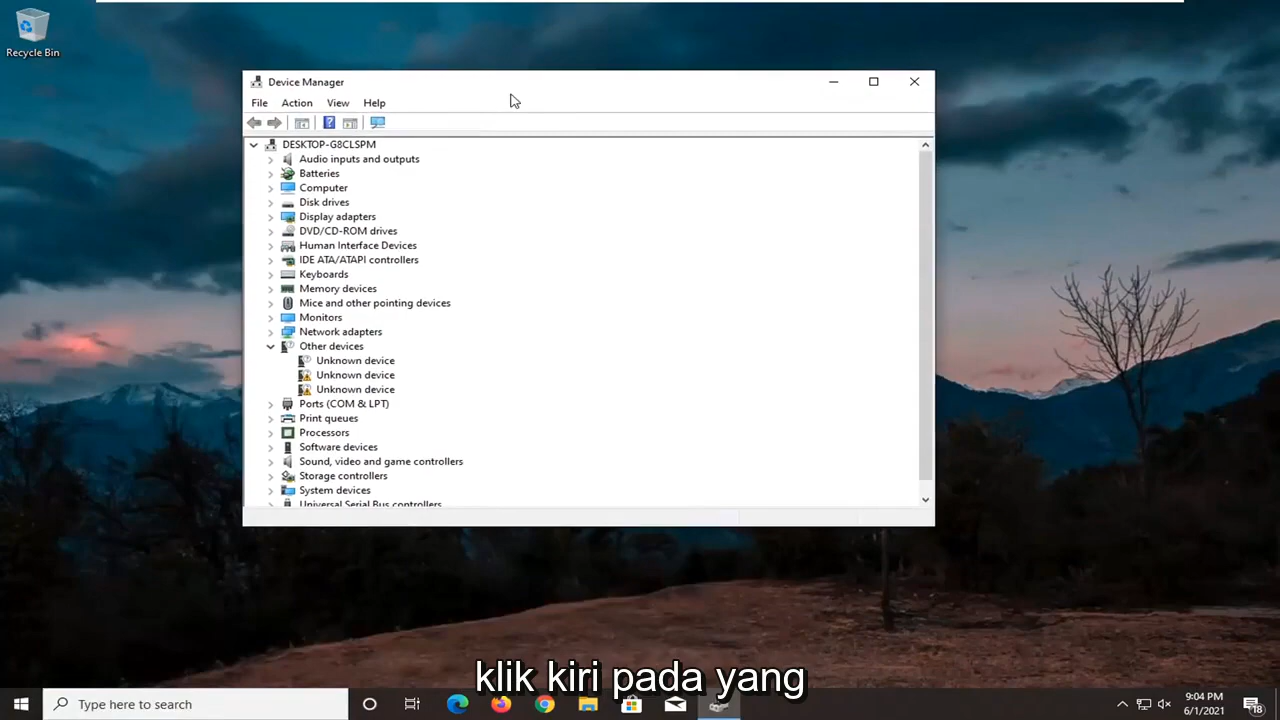 Recycle Bin
Device Manager
File Action View Help
DESKTOP-G8CLSPM
Audio inputs and outputs
Batteries
Computer
Disk drives
Display adapters
DVD/CD-ROM drives
Human Interface Devices
IDE ATA/ATAPI controllers
Keyboards
Memory devices
Mice and other pointing devices
Monitors
Network adapters
Other devices
Unknown device
Unknown device
Unknown device
Ports (COM & LPT)
Print queues
Processors
Software devices
Sound, video and game controllers
Storage controllers
System devices
Universal Serial Bus controllers
klik kiri pada yang
Type here to search
9:04 PM
6/1/2021
18